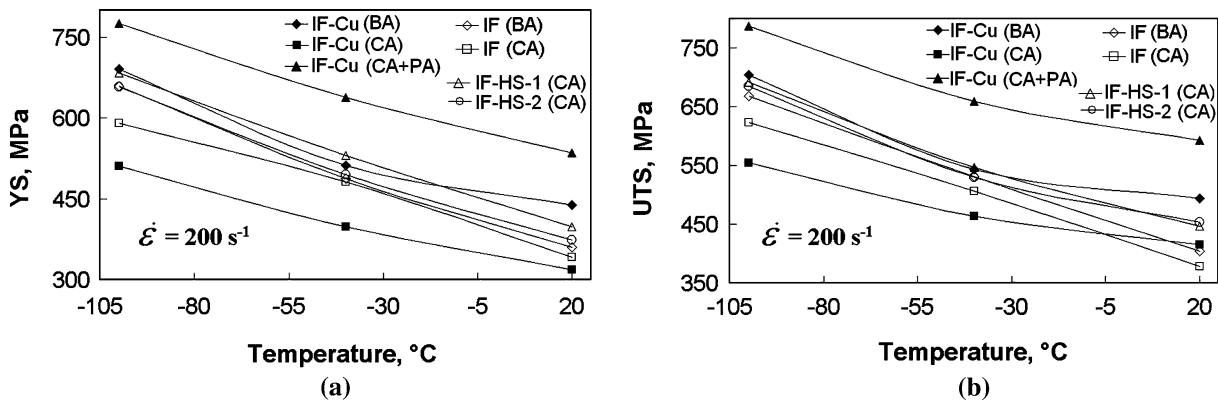 750
600
450
300
YS, MPa
IF-Cu (BA)
IF-Cu (CA)
IF-Cu (CA+PA)
IF (BA)
IF (CA)
IF-HS-1 (CA)
IF-HS-2 (CA)
ε̇ = 200 s⁻¹
-105 -80 -55 -30 -5 20
Temperature, °C
(a)
750
650
550
450
350
UTS, MPa
IF-Cu (BA)
IF-Cu (CA)
IF-Cu (CA+PA)
IF (BA)
IF (CA)
IF-HS-1 (CA)
IF-HS-2 (CA)
ε̇ = 200 s⁻¹
-105 -80 -55 -30 -5 20
Temperature, °C
(b)